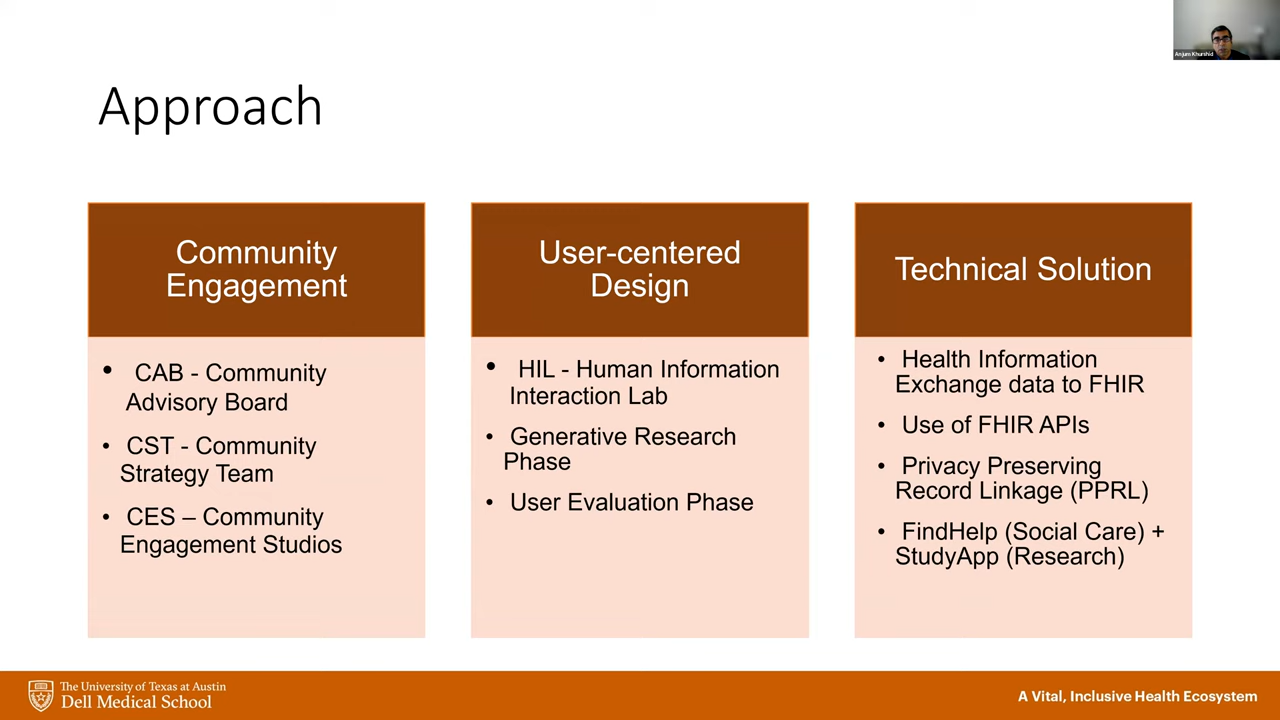 Anjum Khurshid
Approach
Community
Engagement
• CAB - Community
Advisory Board
• CST - Community
Strategy Team
• CES – Community
Engagement Studios
User-centered
Design
• HIL - Human Information
Interaction Lab
• Generative Research
Phase
• User Evaluation Phase
Technical Solution
• Health Information
Exchange data to FHIR
• Use of FHIR APIs
• Privacy Preserving
Record Linkage (PPRL)
• FindHelp (Social Care) +
StudyApp (Research)
The University of Texas at Austin
Dell Medical School
A Vital, Inclusive Health Ecosystem